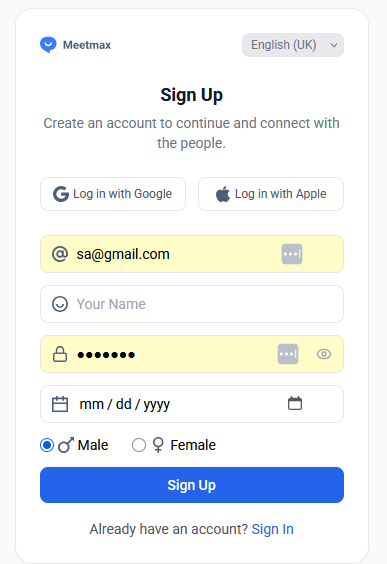 Meetmax
English (UK)
Sign Up
Create an account to continue and connect with
the people.
Log in with Google
Log in with Apple
sa@gmail.com
Your Name
•••••••
mm / dd / yyyy
Male
Female
Sign Up
Already have an account? Sign In